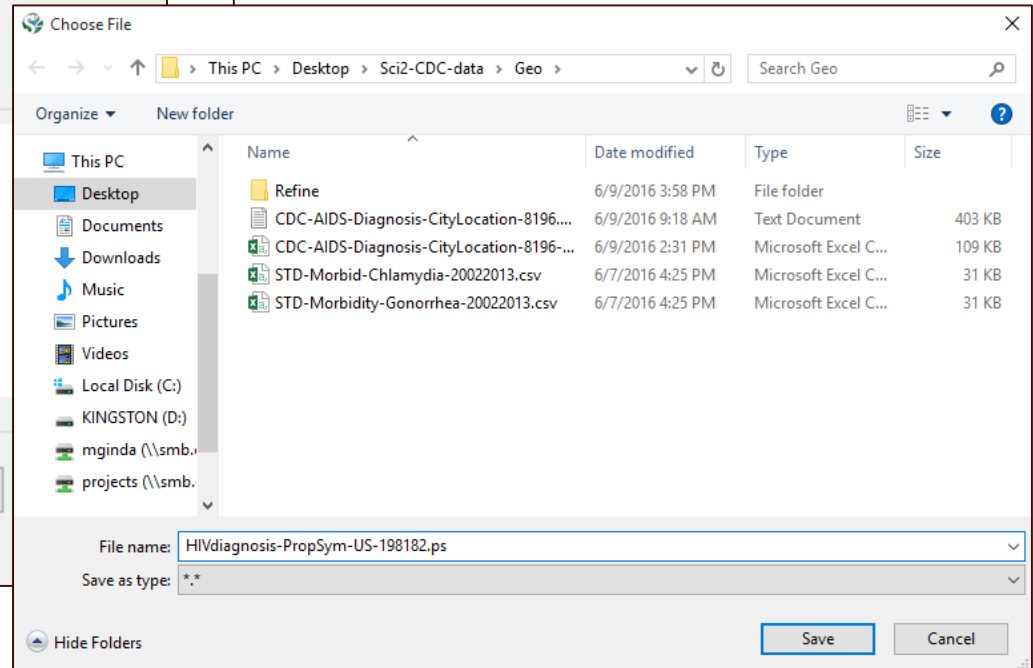 Choose File
This PC > Desktop > Sci2-CDC-data > Geo >
Search Geo
Organize
New folder
Name
Date modified
Type
Size
This PC
Desktop
Documents
Downloads
Music
Pictures
Videos
Local Disk (C:)
KINGSTON (D:)
mginda (\\smb.
projects (\\smb.
Refine 6/9/2016 3:58 PM File folder
CDC-AIDS-Diagnosis-CityLocation-8196.... 6/9/2016 9:18 AM Text Document 403 KB
CDC-AIDS-Diagnosis-CityLocation-8196-... 6/9/2016 2:31 PM Microsoft Excel C... 109 KB
STD-Morbid-Chlamydia-20022013.csv 6/7/2016 4:25 PM Microsoft Excel C... 31 KB
STD-Morbidity-Gonorrhea-20022013.csv 6/7/2016 4:25 PM Microsoft Excel C... 31 KB
File name: HIVdiagnosis-PropSym-US-198182.ps
Save as type: *.*
Hide Folders
Save
Cancel